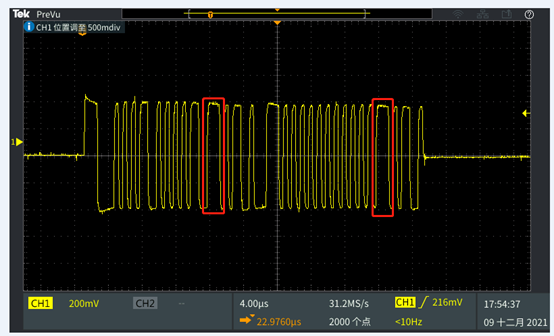 Tek PreVu
T
i CH1 位置调至 500mdiv
1
CH1 200mV CH2 -- 4.00μs 31.2MS/s CH1 216mV 17:54:37
22.9760μs 2000 个点 <10Hz 09 十二月 2021